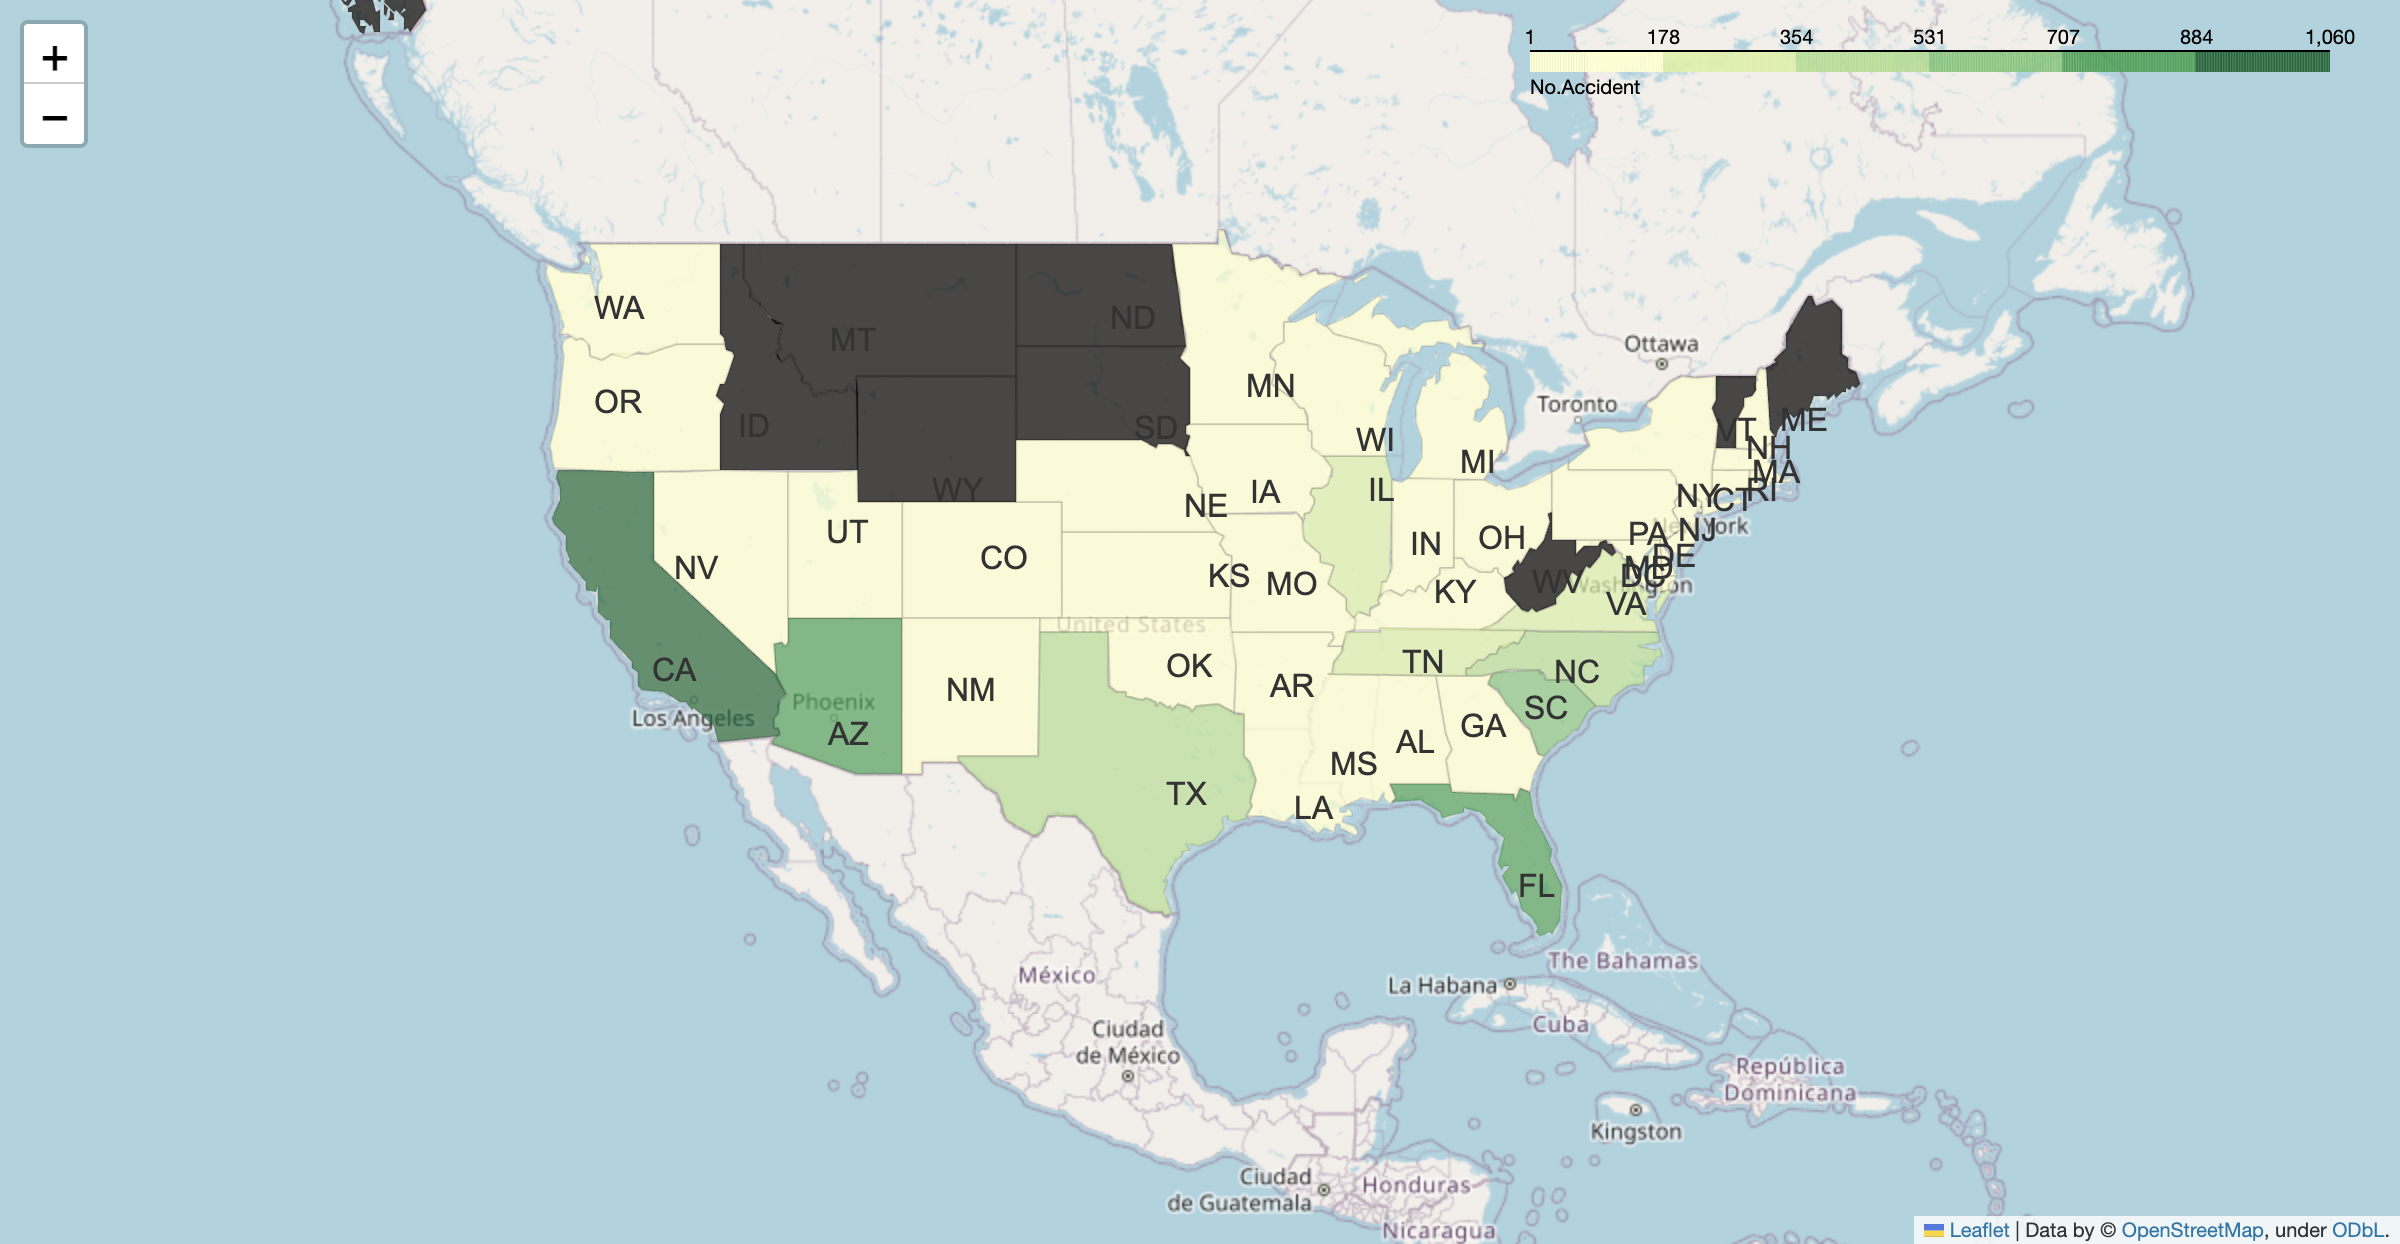 +
−
1 178 354 531 707 884 1,060
No.Accident
WA
MT
ND
OR
ID
SD
MN
WI
MI
Ottawa
Toronto
VT
ME
NH
MA
WY
NE
IA
IL
NY
CT
RI
NV
UT
CO
KS
MO
IN
OH
KY
WV
PA
NJ
New York
DE
MD
DC
Washington
VA
United States
CA
Los Angeles
Phoenix
AZ
NM
OK
AR
TN
NC
SC
GA
AL
MS
TX
LA
FL
México
The Bahamas
La Habana
Cuba
Ciudad
de México
República
Dominicana
Kingston
Ciudad
de Guatemala
Honduras
Nicaragua
Leaflet | Data by © OpenStreetMap, under ODbL.